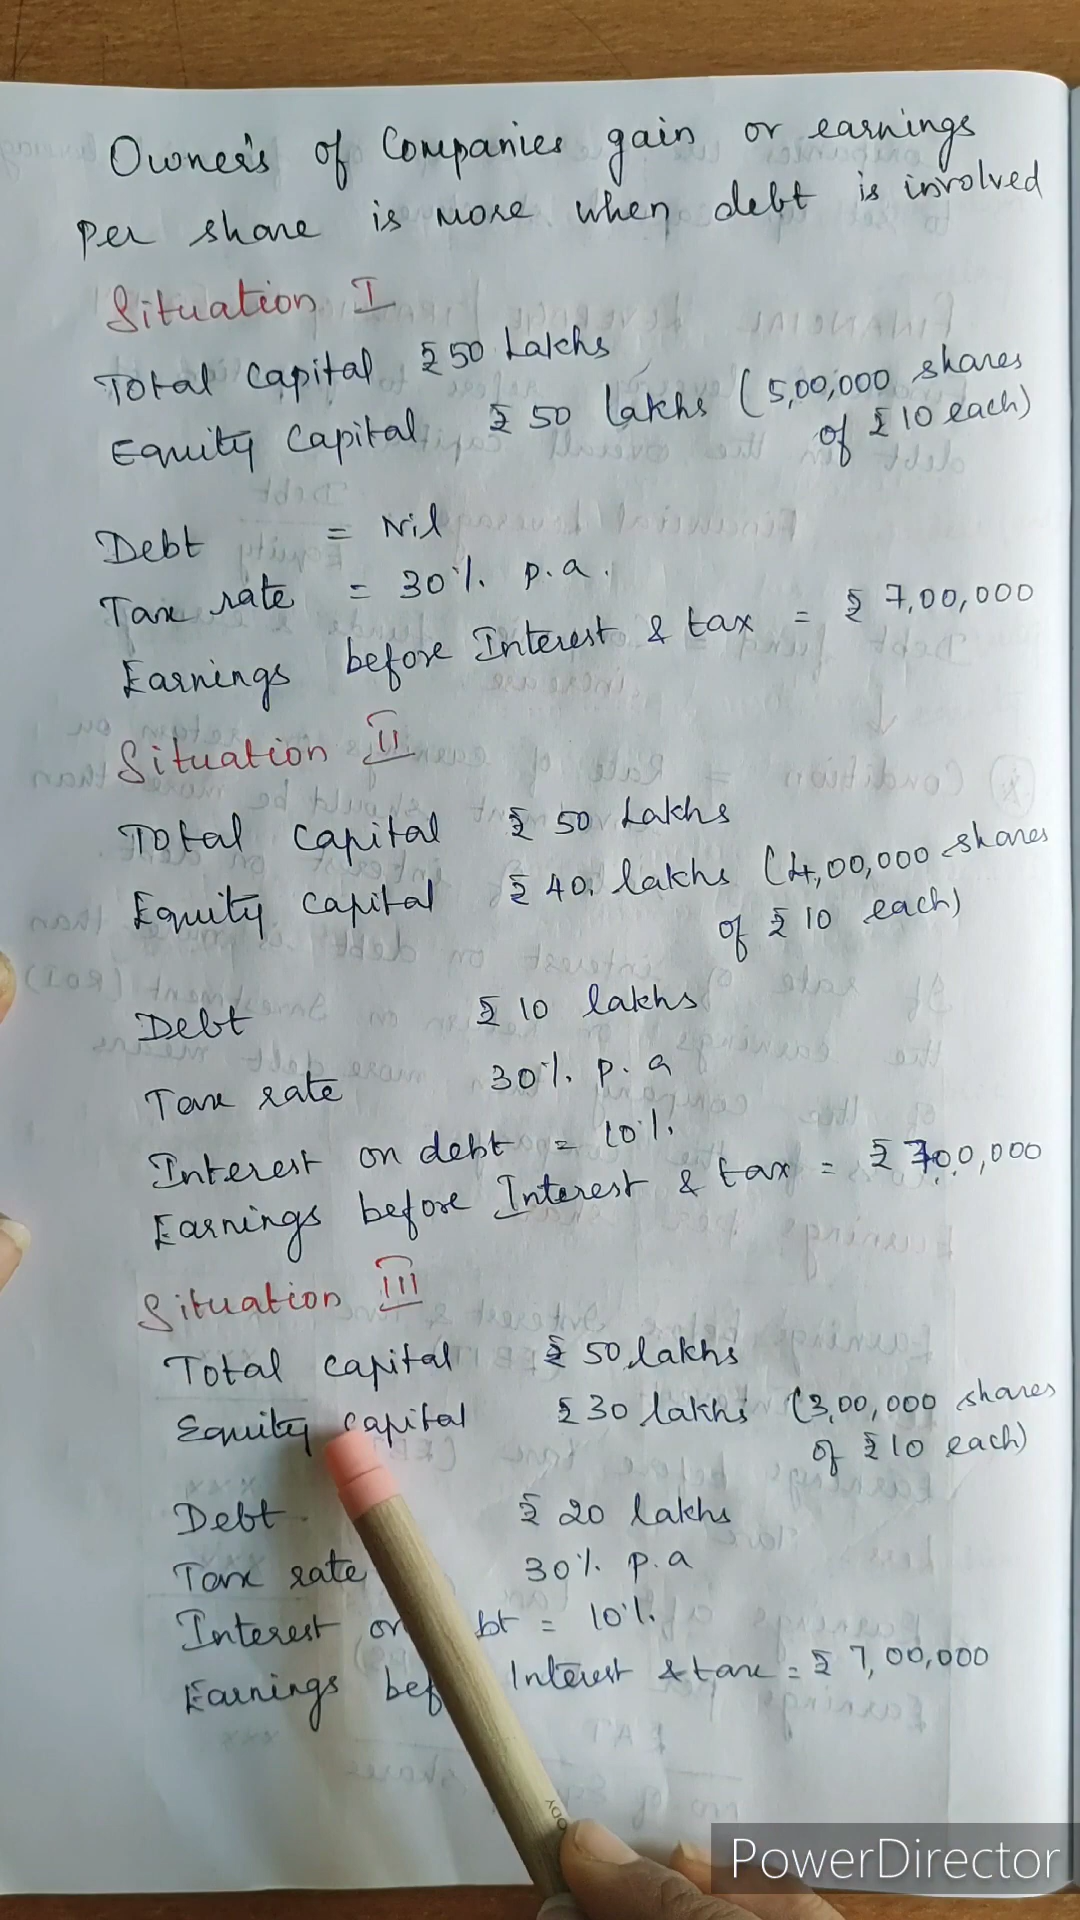 Owner's of Companies gain or earnings
per share is more when debt is involved
Situation I
Total Capital ₹ 50 Lakhs
Equity Capital ₹ 50 lakhs (5,00,000 shares
of ₹ 10 each)
Debt = Nil
Tax rate = 30% p.a.
Earnings before Interest & tax = ₹ 7,00,000
Situation II
Total capital ₹ 50 Lakhs
Equity capital ₹ 40 lakhs (4,00,000 shares
of ₹ 10 each)
Debt ₹ 10 lakhs
Tax rate 30% p.a
Interest on debt = 10%.
Earnings before Interest & tax = ₹ 700,000
Situation III
Total capital ₹ 50 lakhs
Equity capital ₹ 30 lakhs (3,00,000 shares
of ₹ 10 each)
Debt ₹ 20 lakhs
Tax rate 30% p.a
Interest on bt = 10%.
Earnings bef Interest & tax = ₹ 7,00,000
PowerDirector